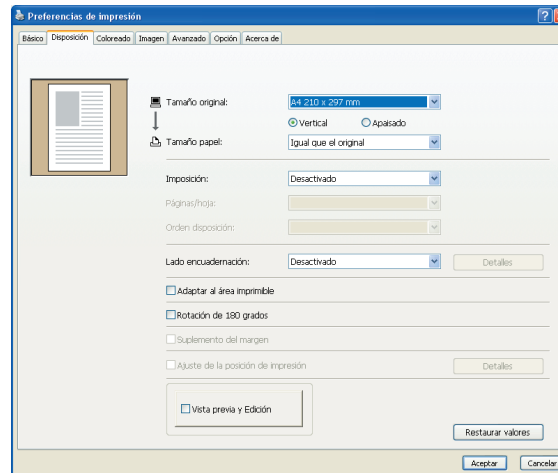 Preferencias de impresión
Básico Disposición Coloreado Imagen Avanzado Opción Acerca de
Tamaño original: A4 210 x 297 mm
Vertical Apaisado
Tamaño papel: Igual que el original
Imposición: Desactivado
Páginas/hoja:
Orden disposición:
Lado encuadernación: Desactivado Detalles
Adaptar al área imprimible
Rotación de 180 grados
Suplemento del margen
Ajuste de la posición de impresión Detalles
Vista previa y Edición
Restaurar valores
Aceptar Cancelar